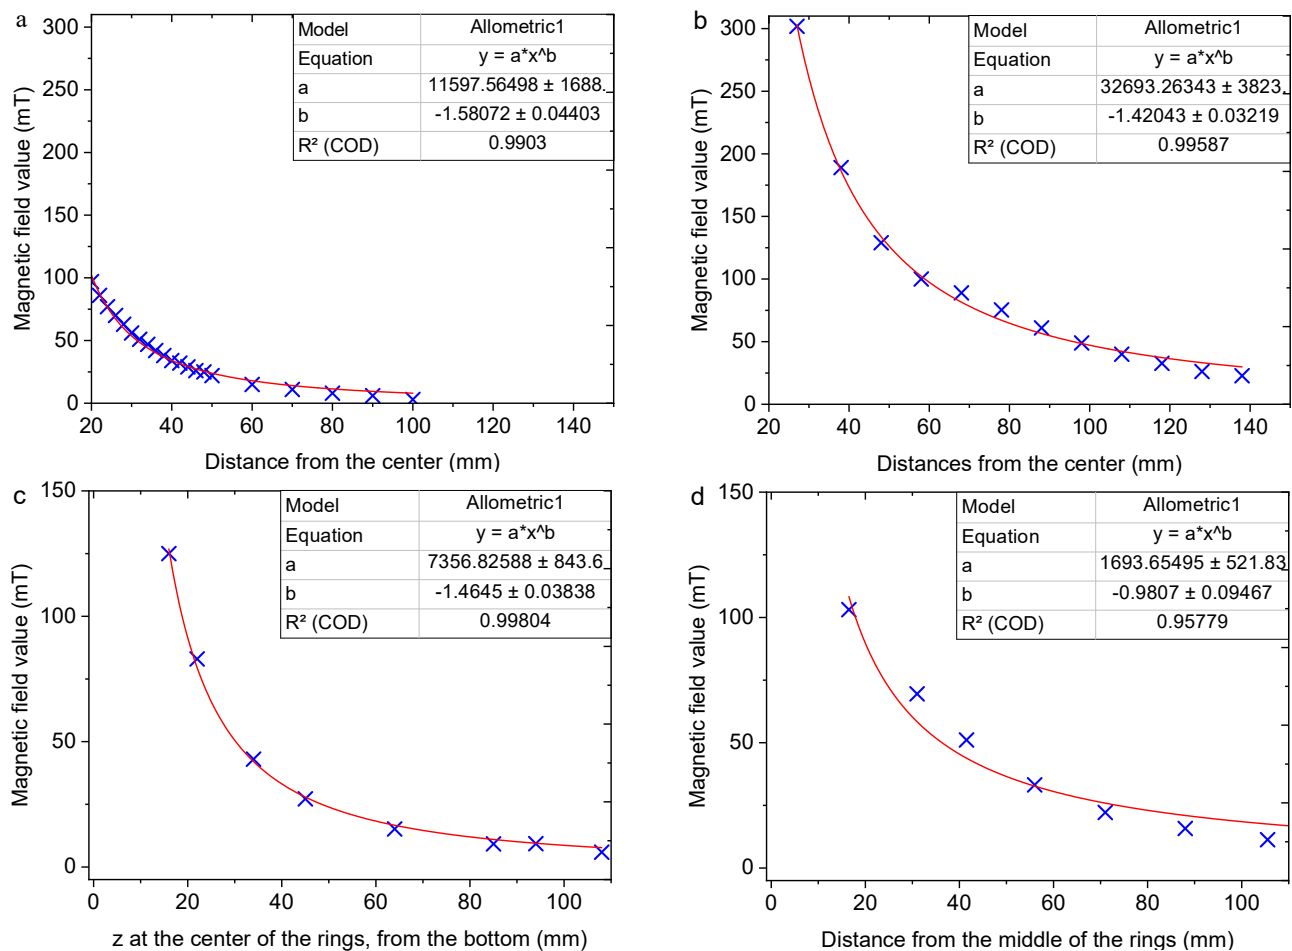 a
Magnetic field value (mT)
300
250
200
150
100
50
0
20 40 60 80 100 120 140
Distance from the center (mm)
Model Allometric1
Equation y = a*x^b
a 11597.56498 ± 1688.
b -1.58072 ± 0.04403
R² (COD) 0.9903
b
Magnetic field value (mT)
300
250
200
150
100
50
0
20 40 60 80 100 120 140
Distances from the center (mm)
Model Allometric1
Equation y = a*x^b
a 32693.26343 ± 3823.
b -1.42043 ± 0.03219
R² (COD) 0.99587
c
Magnetic field value (mT)
150
100
50
0
0 20 40 60 80 100
z at the center of the rings, from the bottom (mm)
Model Allometric1
Equation y = a*x^b
a 7356.82588 ± 843.6
b -1.4645 ± 0.03838
R² (COD) 0.99804
d
Magnetic field value (mT)
150
100
50
0
0 20 40 60 80 100
Distance from the middle of the rings (mm)
Model Allometric1
Equation y = a*x^b
a 1693.65495 ± 521.83
b -0.9807 ± 0.09467
R² (COD) 0.95779